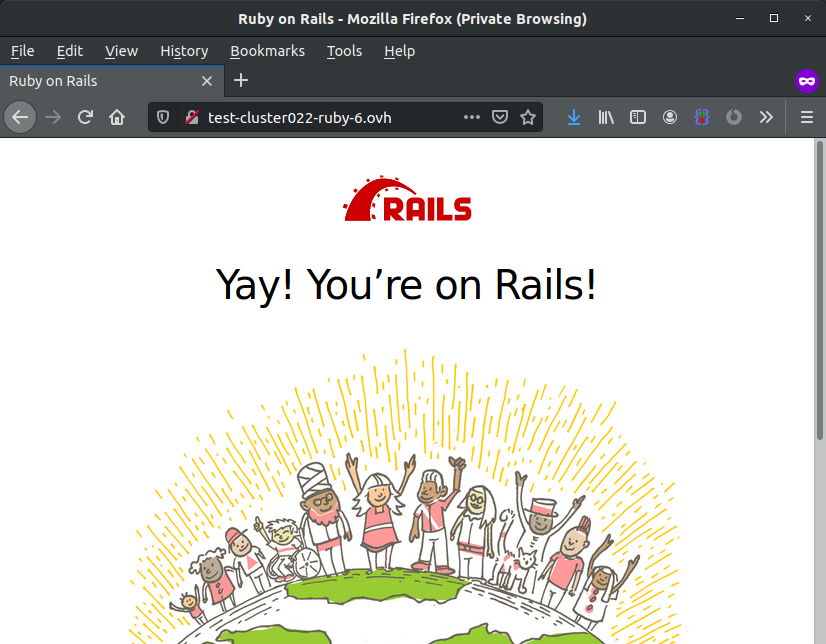 Ruby on Rails - Mozilla Firefox (Private Browsing)
File Edit View History Bookmarks Tools Help
Ruby on Rails
test-cluster022-ruby-6.ovh
RAILS
Yay! You’re on Rails!